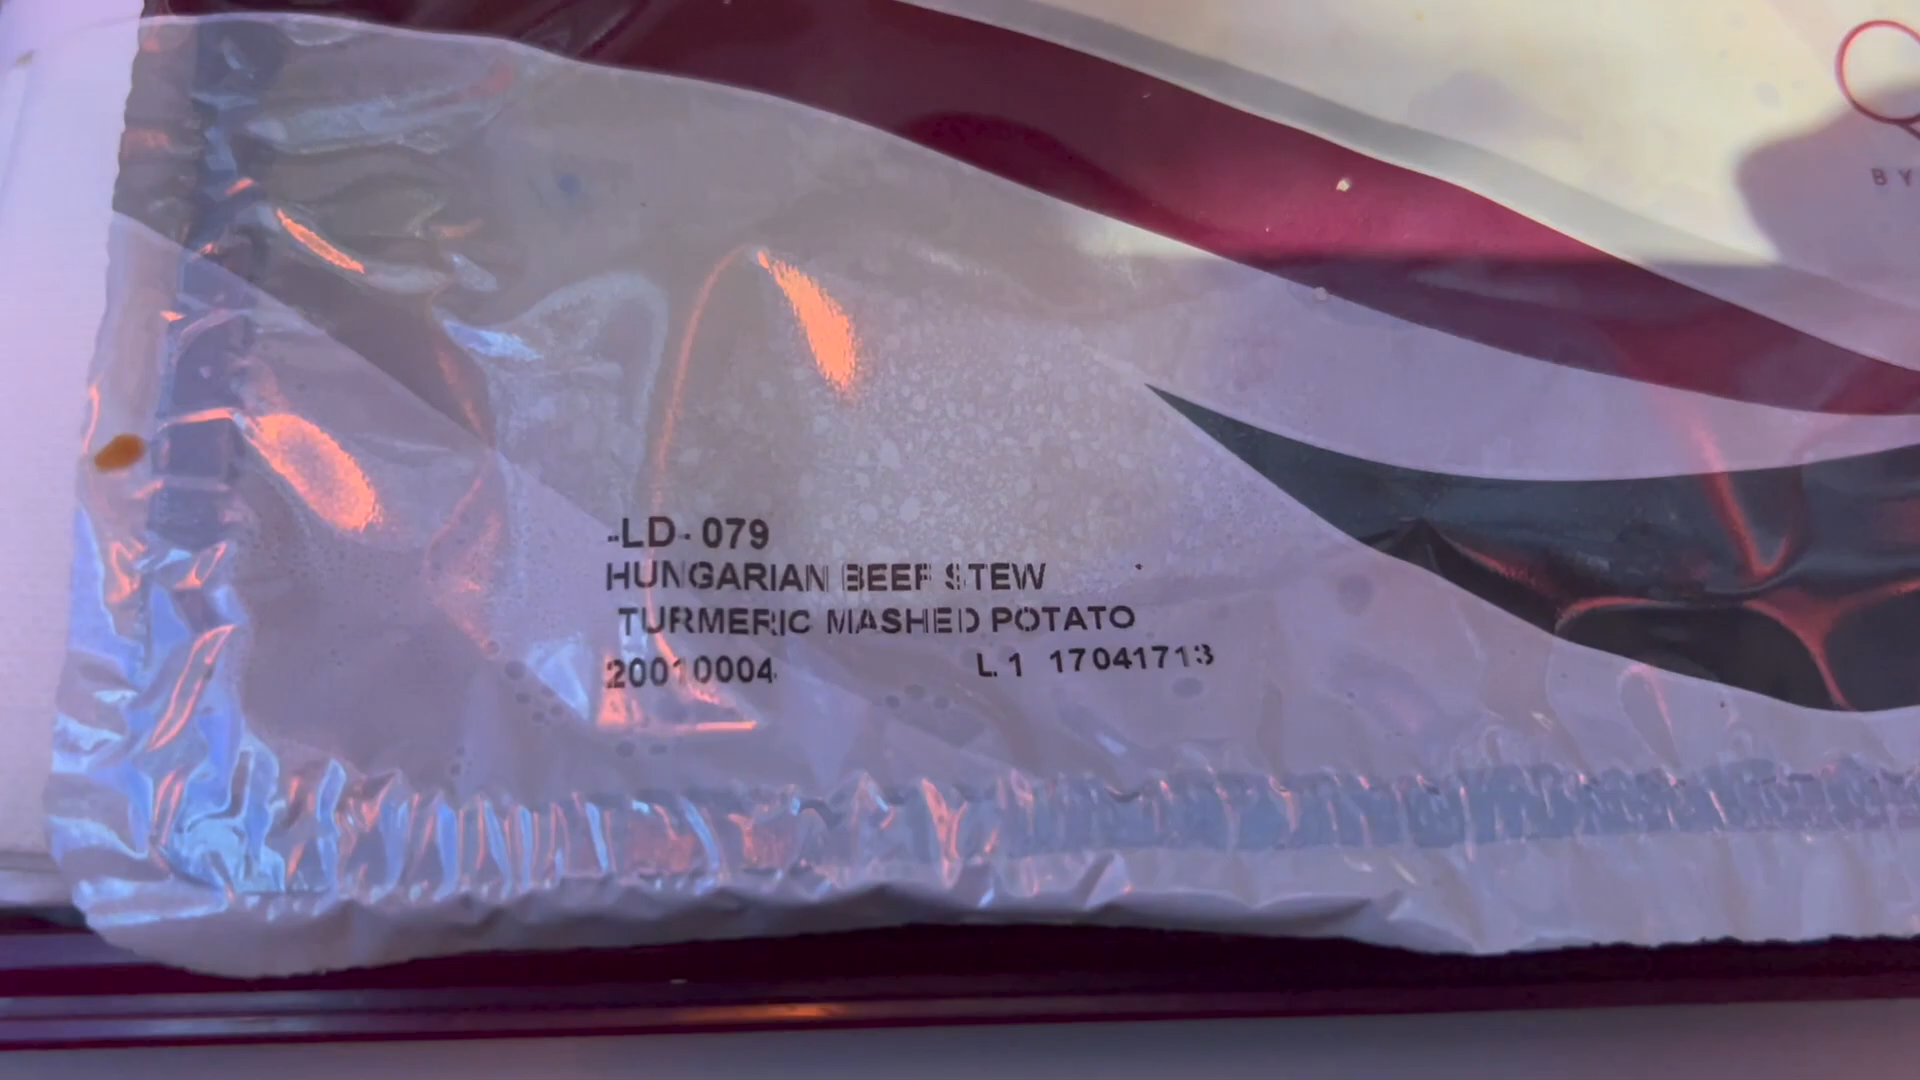 BY
-LD- 079
HUNGARIAN BEEF STEW
TURMERIC MASHED POTATO
20010004 L.1 17041713